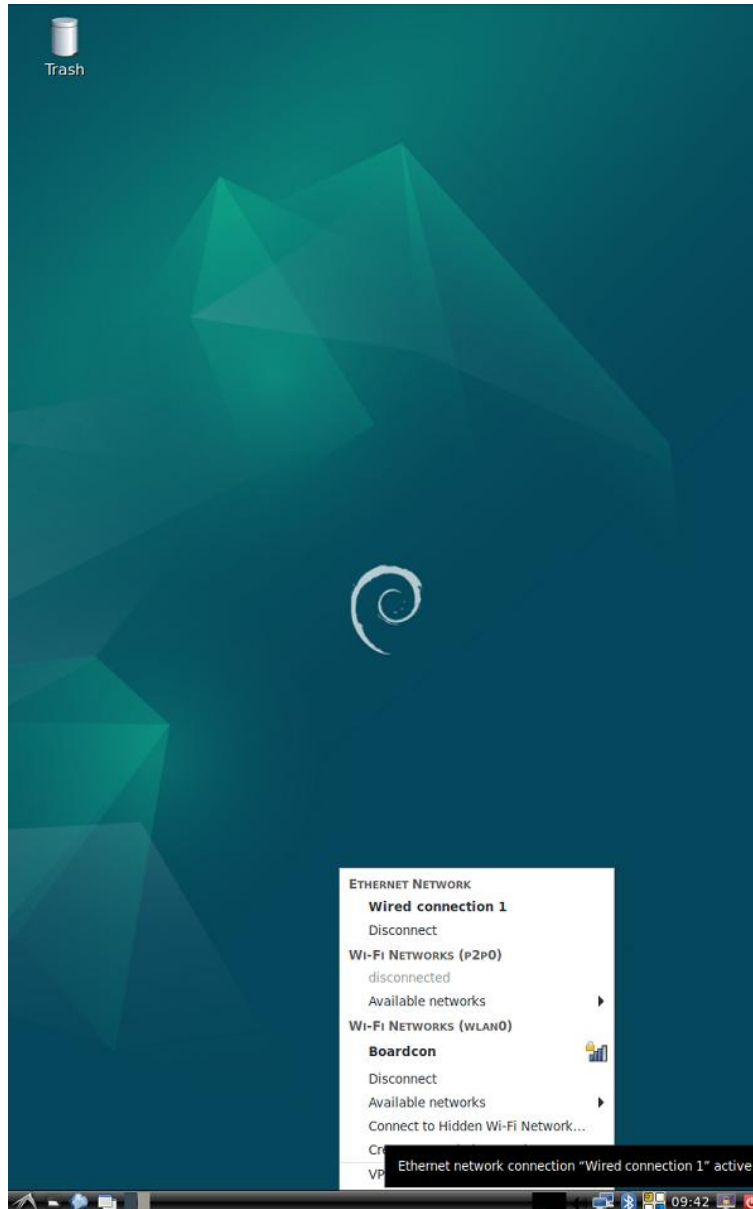 Trash
ETHERNET NETWORK
Wired connection 1
Disconnect
WI-FI NETWORKS (P2P0)
disconnected
Available networks
WI-FI NETWORKS (WLAN0)
Boardcon
Disconnect
Available networks
Connect to Hidden Wi-Fi Network...
Ethernet network connection “Wired connection 1” active
09:42